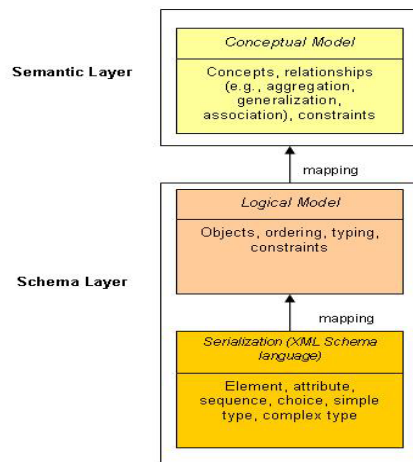 Conceptual Model
Semantic Layer
Concepts, relationships
(e.g., aggregation,
generalization,
association), constraints
mapping
Logical Model
Objects, ordering, typing,
constraints
Schema Layer
mapping
Serialization (XML Schema
language)
Element, attribute,
sequence, choice, simple
type, complex type